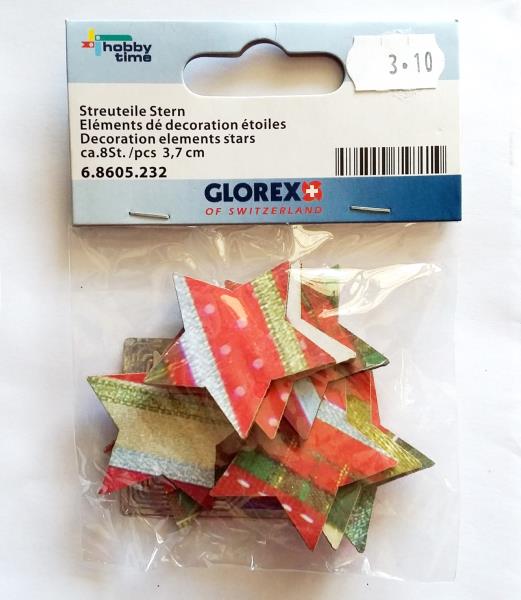 hobby
time
3.10
Streuteile Stern
Eléments dé decoration étoiles
Decoration elements stars
ca.8St. /pcs 3,7 cm
6.8605.232
GLOREX
OF SWITZERLAND